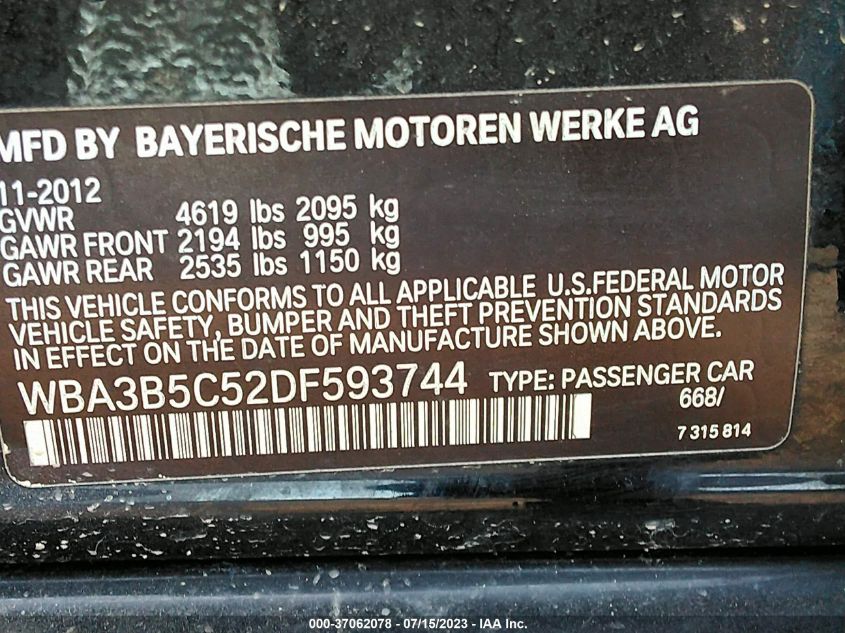 MFD BY BAYERISCHE MOTOREN WERKE AG
11-2012
GVWR 4619 lbs 2095 kg
GAWR FRONT 2194 lbs 995 kg
GAWR REAR 2535 lbs 1150 kg
THIS VEHICLE CONFORMS TO ALL APPLICABLE U.S.FEDERAL MOTOR
VEHICLE SAFETY, BUMPER AND THEFT PREVENTION STANDARDS
IN EFFECT ON THE DATE OF MANUFACTURE SHOWN ABOVE.
WBA3B5C52DF593744 TYPE: PASSENGER CAR
668/
7 315 814
000-37062078 - 07/15/2023 - IAA Inc.